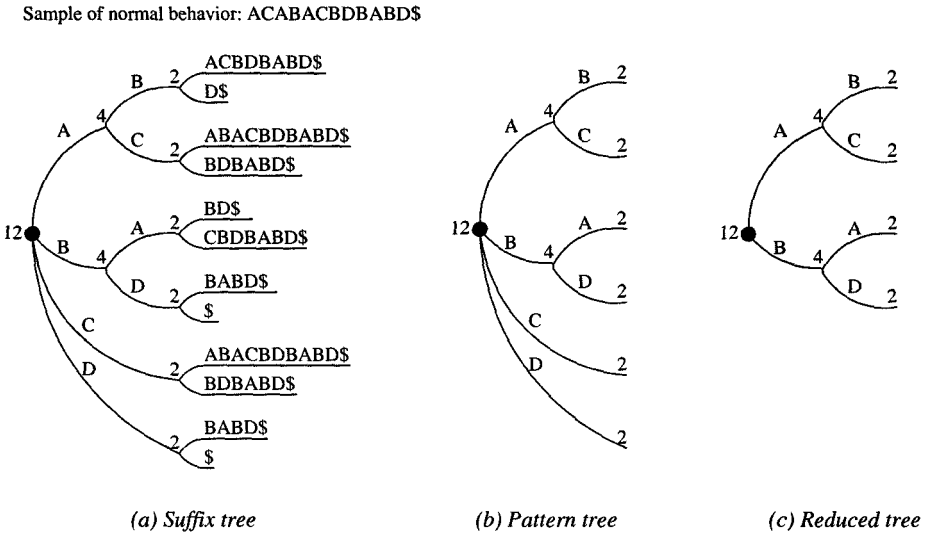 Sample of normal behavior: ACABACBDBABD$
ACBDBABD$
B 2
D$
4
A
C
ABACBDBABD$
2
BDBABD$
12
B
BD$
A 2
CBDBABD$
4
D
BABD$
2
$
C
D
ABACBDBABD$
2
BDBABD$
BABD$
2
$
B 2
4
A
C 2
12
B
A 2
4
D 2
C
D
2
2
B 2
4
A
C 2
12
B
A 2
4
D 2
(a) Suffix tree
(b) Pattern tree
(c) Reduced tree